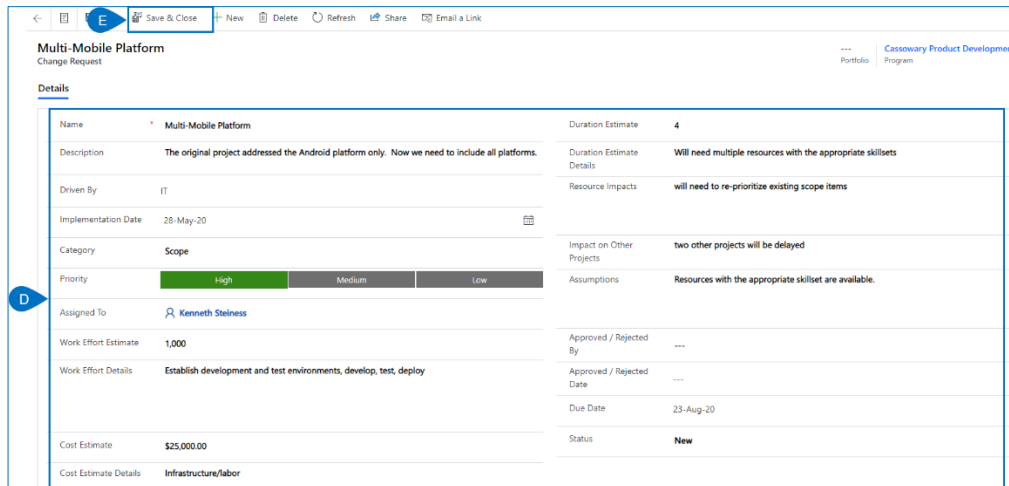 E
Save & Close
New
Delete
Refresh
Share
Email a Link
Multi-Mobile Platform
Change Request
---
Portfolio
Cassowary Product Developme
Program
Details
D
Name * Multi-Mobile Platform
Description The original project addressed the Android platform only. Now we need to include all platforms.
Driven By IT
Implementation Date 28-May-20
Category Scope
Priority High Medium Low
Assigned To Kenneth Steiness
Work Effort Estimate 1,000
Work Effort Details Establish development and test environments, develop, test, deploy
Cost Estimate $25,000.00
Cost Estimate Details Infrastructure/labor
Duration Estimate 4
Duration Estimate Will need multiple resources with the appropriate skillsets
Details
Resource Impacts will need to re-prioritize existing scope items
Impact on Other two other projects will be delayed
Projects
Assumptions Resources with the appropriate skillset are available.
Approved / Rejected ---
By
Approved / Rejected ---
Date
Due Date 23-Aug-20
Status New